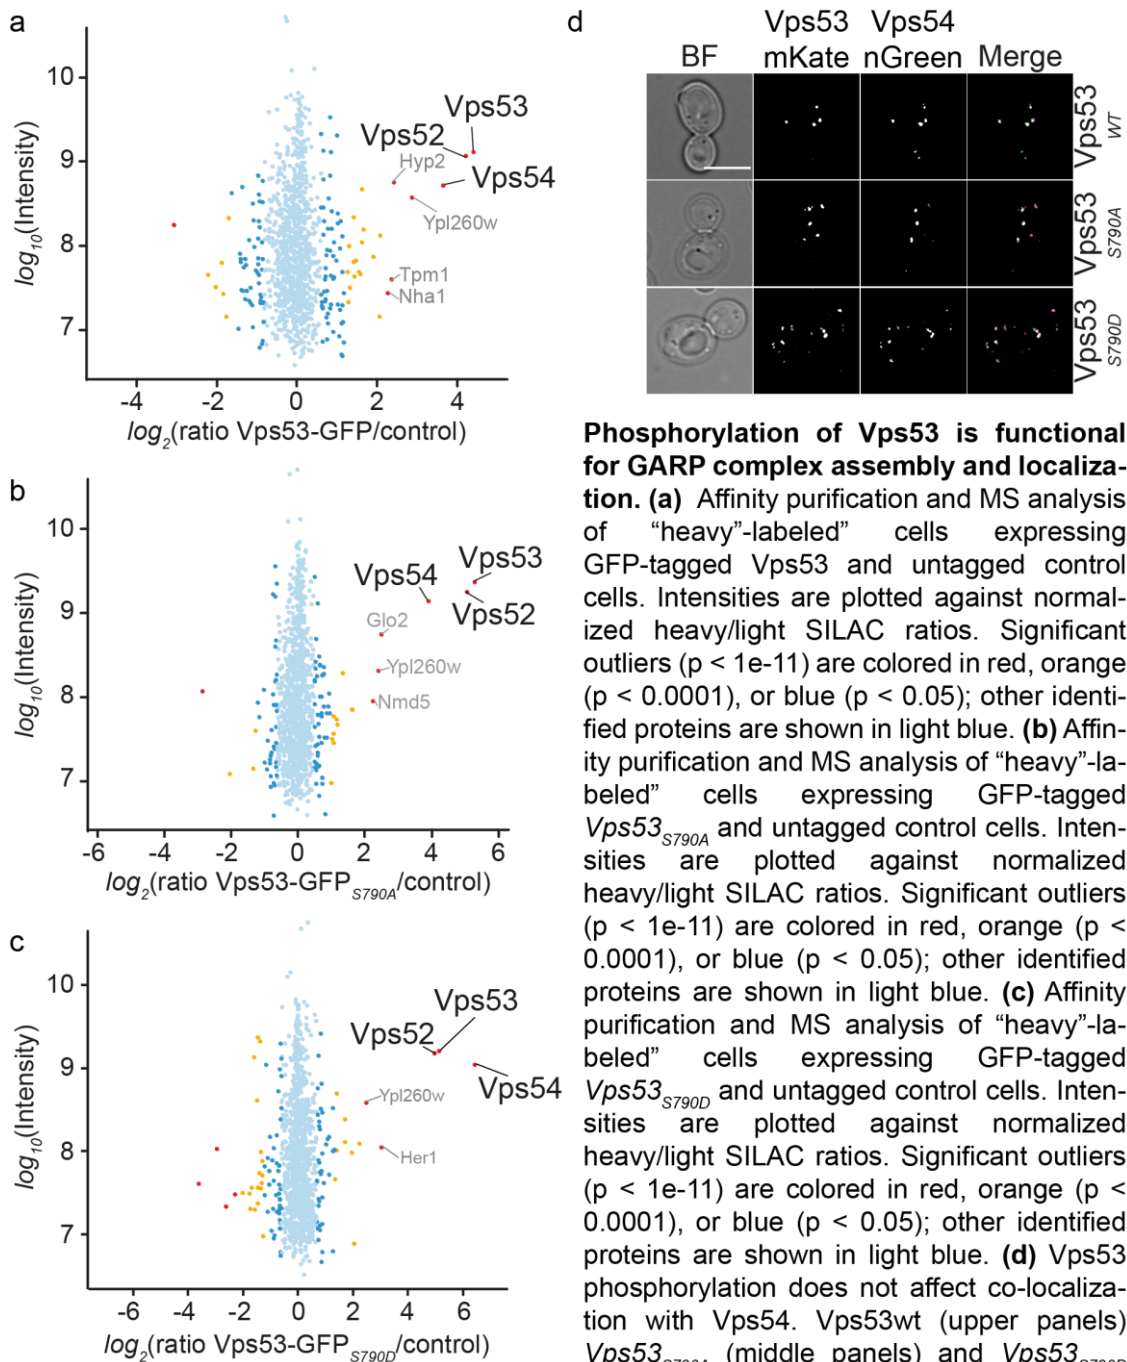 a
log10(Intensity)
10
9
8
7
Vps53
Vps52
Hyp2
Vps54
Ypl260w
Tpm1
Nha1
-4 -2 0 2 4
log2(ratio Vps53-GFP/control)
b
log10(Intensity)
10
9
8
7
Vps53
Vps54
Vps52
Glo2
Ypl260w
Nmd5
-6 -4 -2 0 2 4 6
log2(ratio Vps53-GFPS790A/control)
c
log10(Intensity)
10
9
8
7
Vps53
Vps52
Vps54
Ypl260w
Her1
-6 -4 -2 0 2 4 6
log2(ratio Vps53-GFPS790D/control)
d
Vps53 Vps54
BF mKate nGreen Merge
Vps53WT
Vps53S790A
Vps53S790D
Phosphorylation of Vps53 is functional
for GARP complex assembly and localiza-
tion. (a) Affinity purification and MS analysis
of “heavy”-labeled” cells expressing
GFP-tagged Vps53 and untagged control
cells. Intensities are plotted against normal-
ized heavy/light SILAC ratios. Significant
outliers (p < 1e-11) are colored in red, orange
(p < 0.0001), or blue (p < 0.05); other identi-
fied proteins are shown in light blue. (b) Affin-
ity purification and MS analysis of “heavy”-la-
beled” cells expressing GFP-tagged
Vps53S790A and untagged control cells. Inten-
sities are plotted against normalized
heavy/light SILAC ratios. Significant outliers
(p < 1e-11) are colored in red, orange (p <
0.0001), or blue (p < 0.05); other identified
proteins are shown in light blue. (c) Affinity
purification and MS analysis of “heavy”-la-
beled” cells expressing GFP-tagged
Vps53S790D and untagged control cells. Inten-
sities are plotted against normalized
heavy/light SILAC ratios. Significant outliers
(p < 1e-11) are colored in red, orange (p <
0.0001), or blue (p < 0.05); other identified
proteins are shown in light blue. (d) Vps53
phosphorylation does not affect co-localiza-
tion with Vps54. Vps53wt (upper panels)
Vps53S790A (middle panels) and Vps53S790D